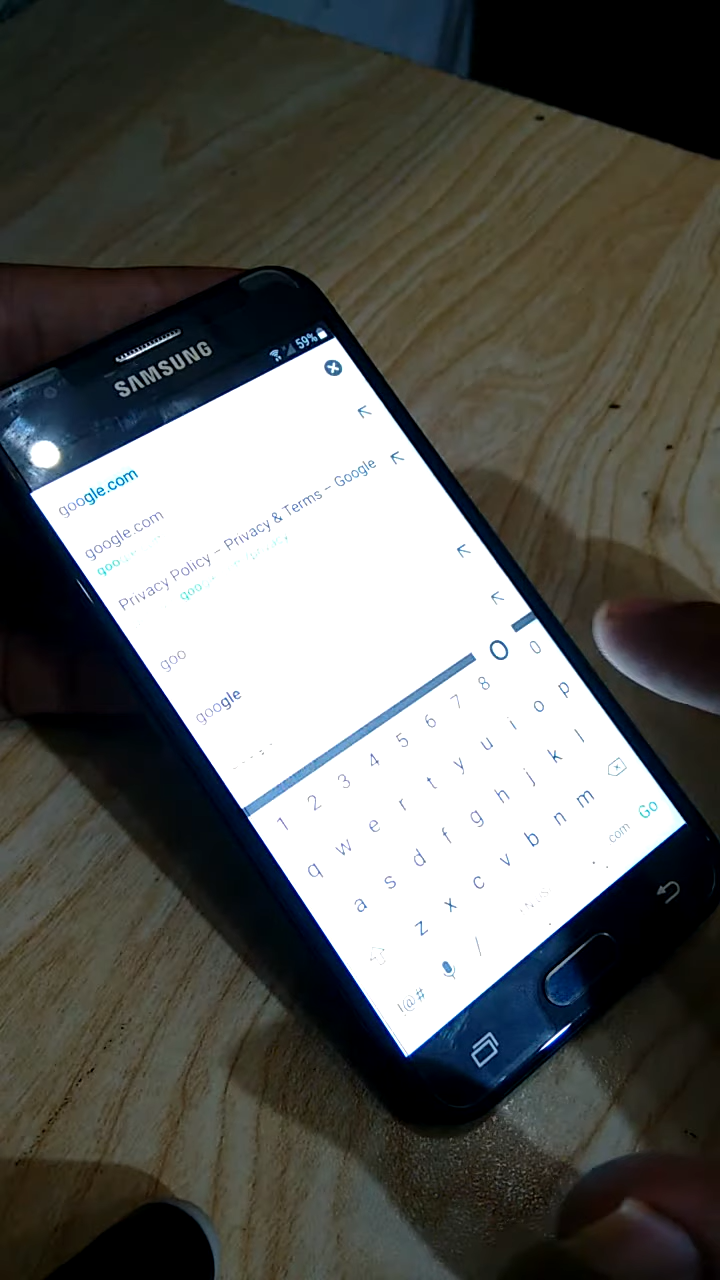 SAMSUNG
59%
google.com
google.com
Privacy Policy – Privacy & Terms – Google
goo
google
1 2 3 4 5 6 7 8 0
q w e r t y u i o p
a s d f g h j k l
z x c v b n m
!@# / . .com Go